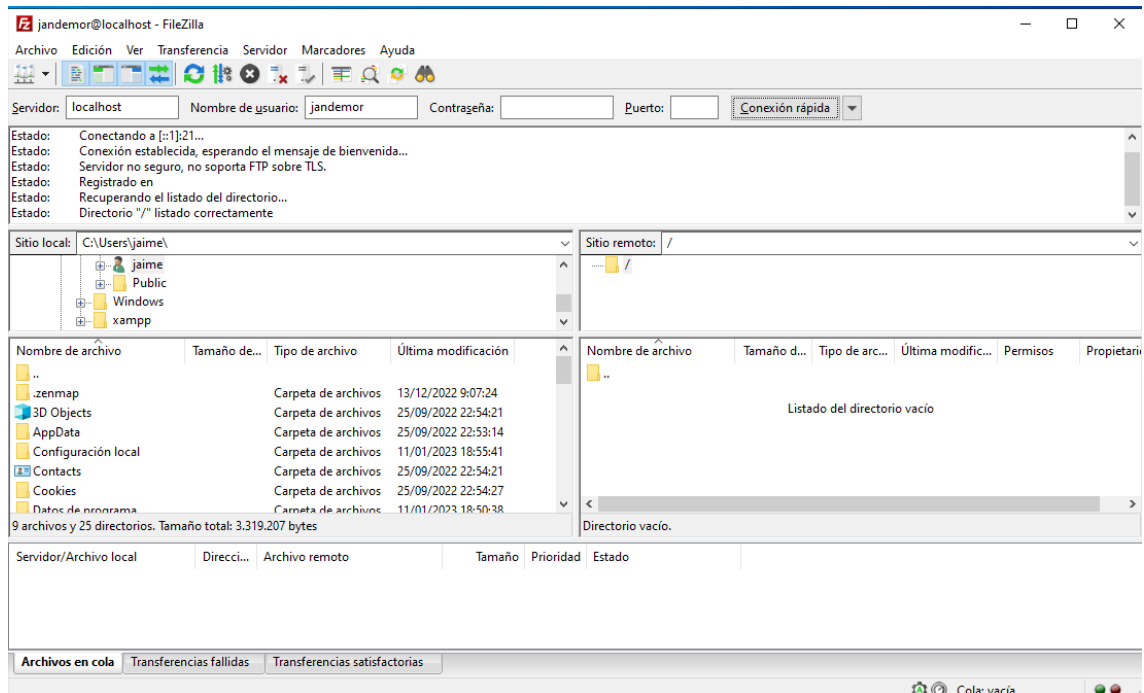 jandemor@localhost - FileZilla
Archivo Edición Ver Transferencia Servidor Marcadores Ayuda
Servidor: localhost Nombre de usuario: jandemor Contraseña: Puerto: Conexión rápida
Estado: Conectando a [::1]:21...
Estado: Conexión establecida, esperando el mensaje de bienvenida...
Estado: Servidor no seguro, no soporta FTP sobre TLS.
Estado: Registrado en
Estado: Recuperando el listado del directorio...
Estado: Directorio "/" listado correctamente
Sitio local: C:\Users\jaime\
jaime
Public
Windows
xampp
Sitio remoto: /
/
Nombre de archivo Tamaño de... Tipo de archivo Última modificación
..
.zenmap Carpeta de archivos 13/12/2022 9:07:24
3D Objects Carpeta de archivos 25/09/2022 22:54:21
AppData Carpeta de archivos 25/09/2022 22:53:14
Configuración local Carpeta de archivos 11/01/2023 18:55:41
Contacts Carpeta de archivos 25/09/2022 22:54:21
Cookies Carpeta de archivos 25/09/2022 22:54:27
Datos de programa Carpeta de archivos 11/01/2023 18:50:38
9 archivos y 25 directorios. Tamaño total: 3.319.207 bytes
Nombre de archivo Tamaño d... Tipo de arc... Última modific... Permisos Propietari
..
Listado del directorio vacío
Directorio vacío.
Servidor/Archivo local Direcci... Archivo remoto Tamaño Prioridad Estado
Archivos en cola Transferencias fallidas Transferencias satisfactorias
Cola: vacía